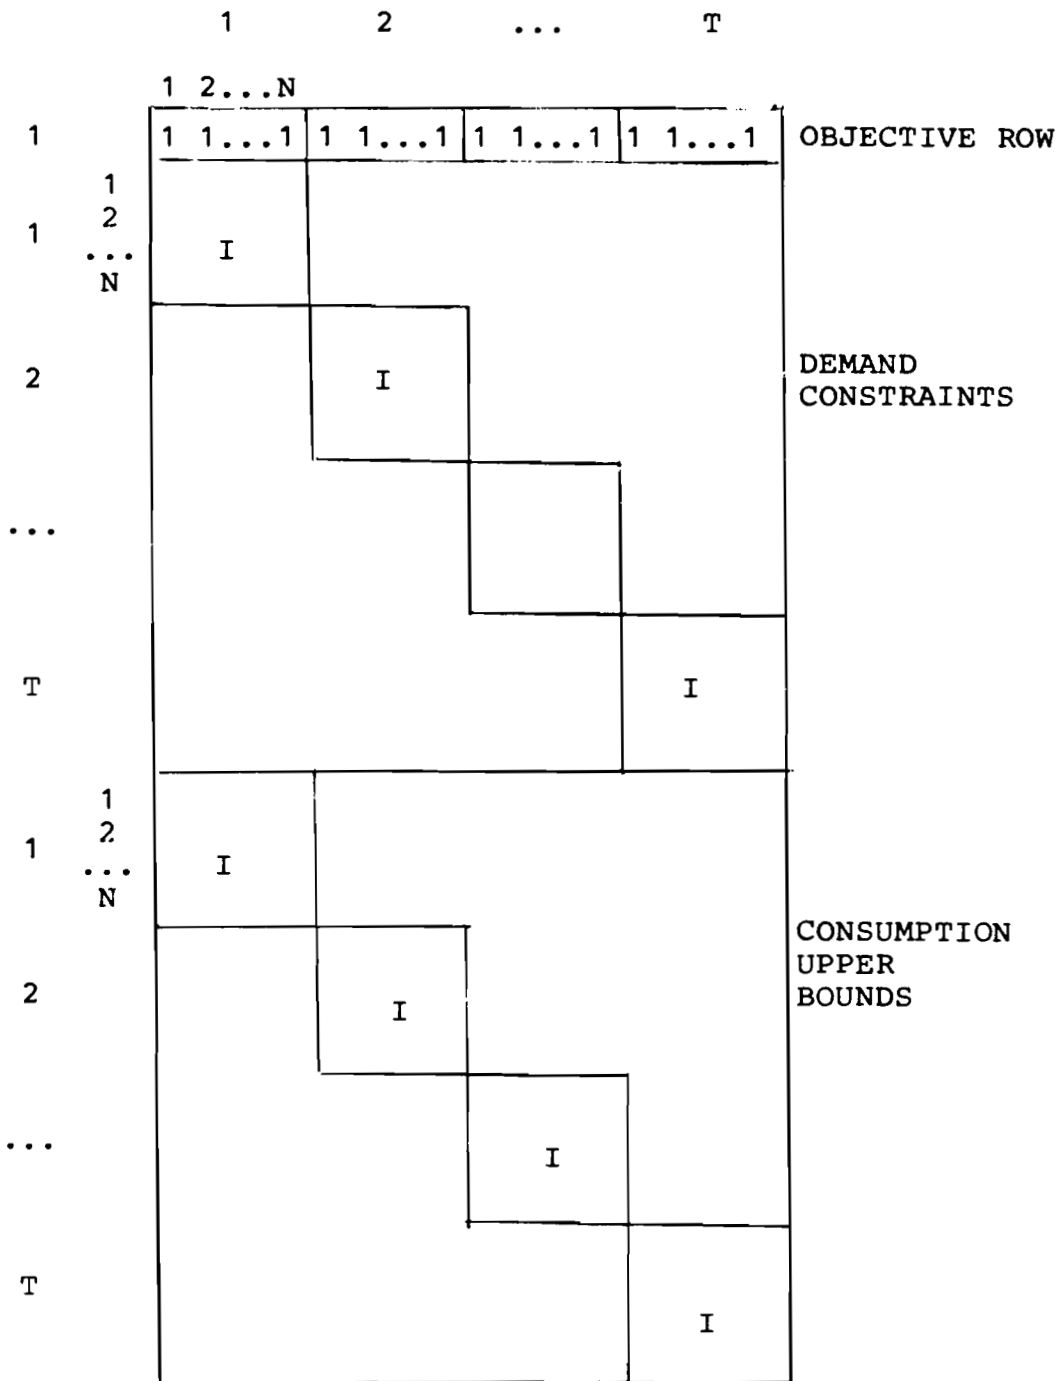 1 2 ... T
1 2...N
1 1 1...1 1 1...1 1 1...1 1 1...1 OBJECTIVE ROW
1
2
1 ... I
N
2 I DEMAND
CONSTRAINTS
...
T I
1
2
1 ... I
N
CONSUMPTION
2 I UPPER
BOUNDS
... I
T
I